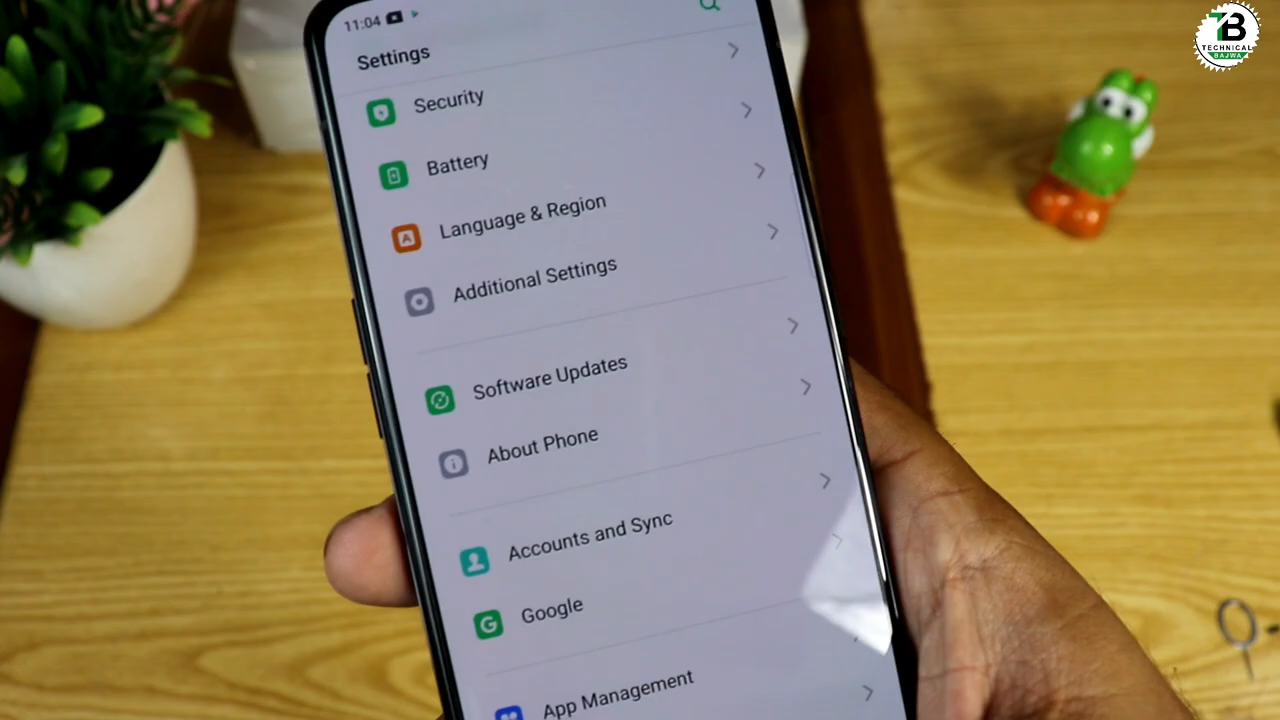 11:04
Settings
Security
Battery
Language & Region
Additional Settings
Software Updates
About Phone
Accounts and Sync
Google
App Management
TB
TECHNICAL
BAJWA